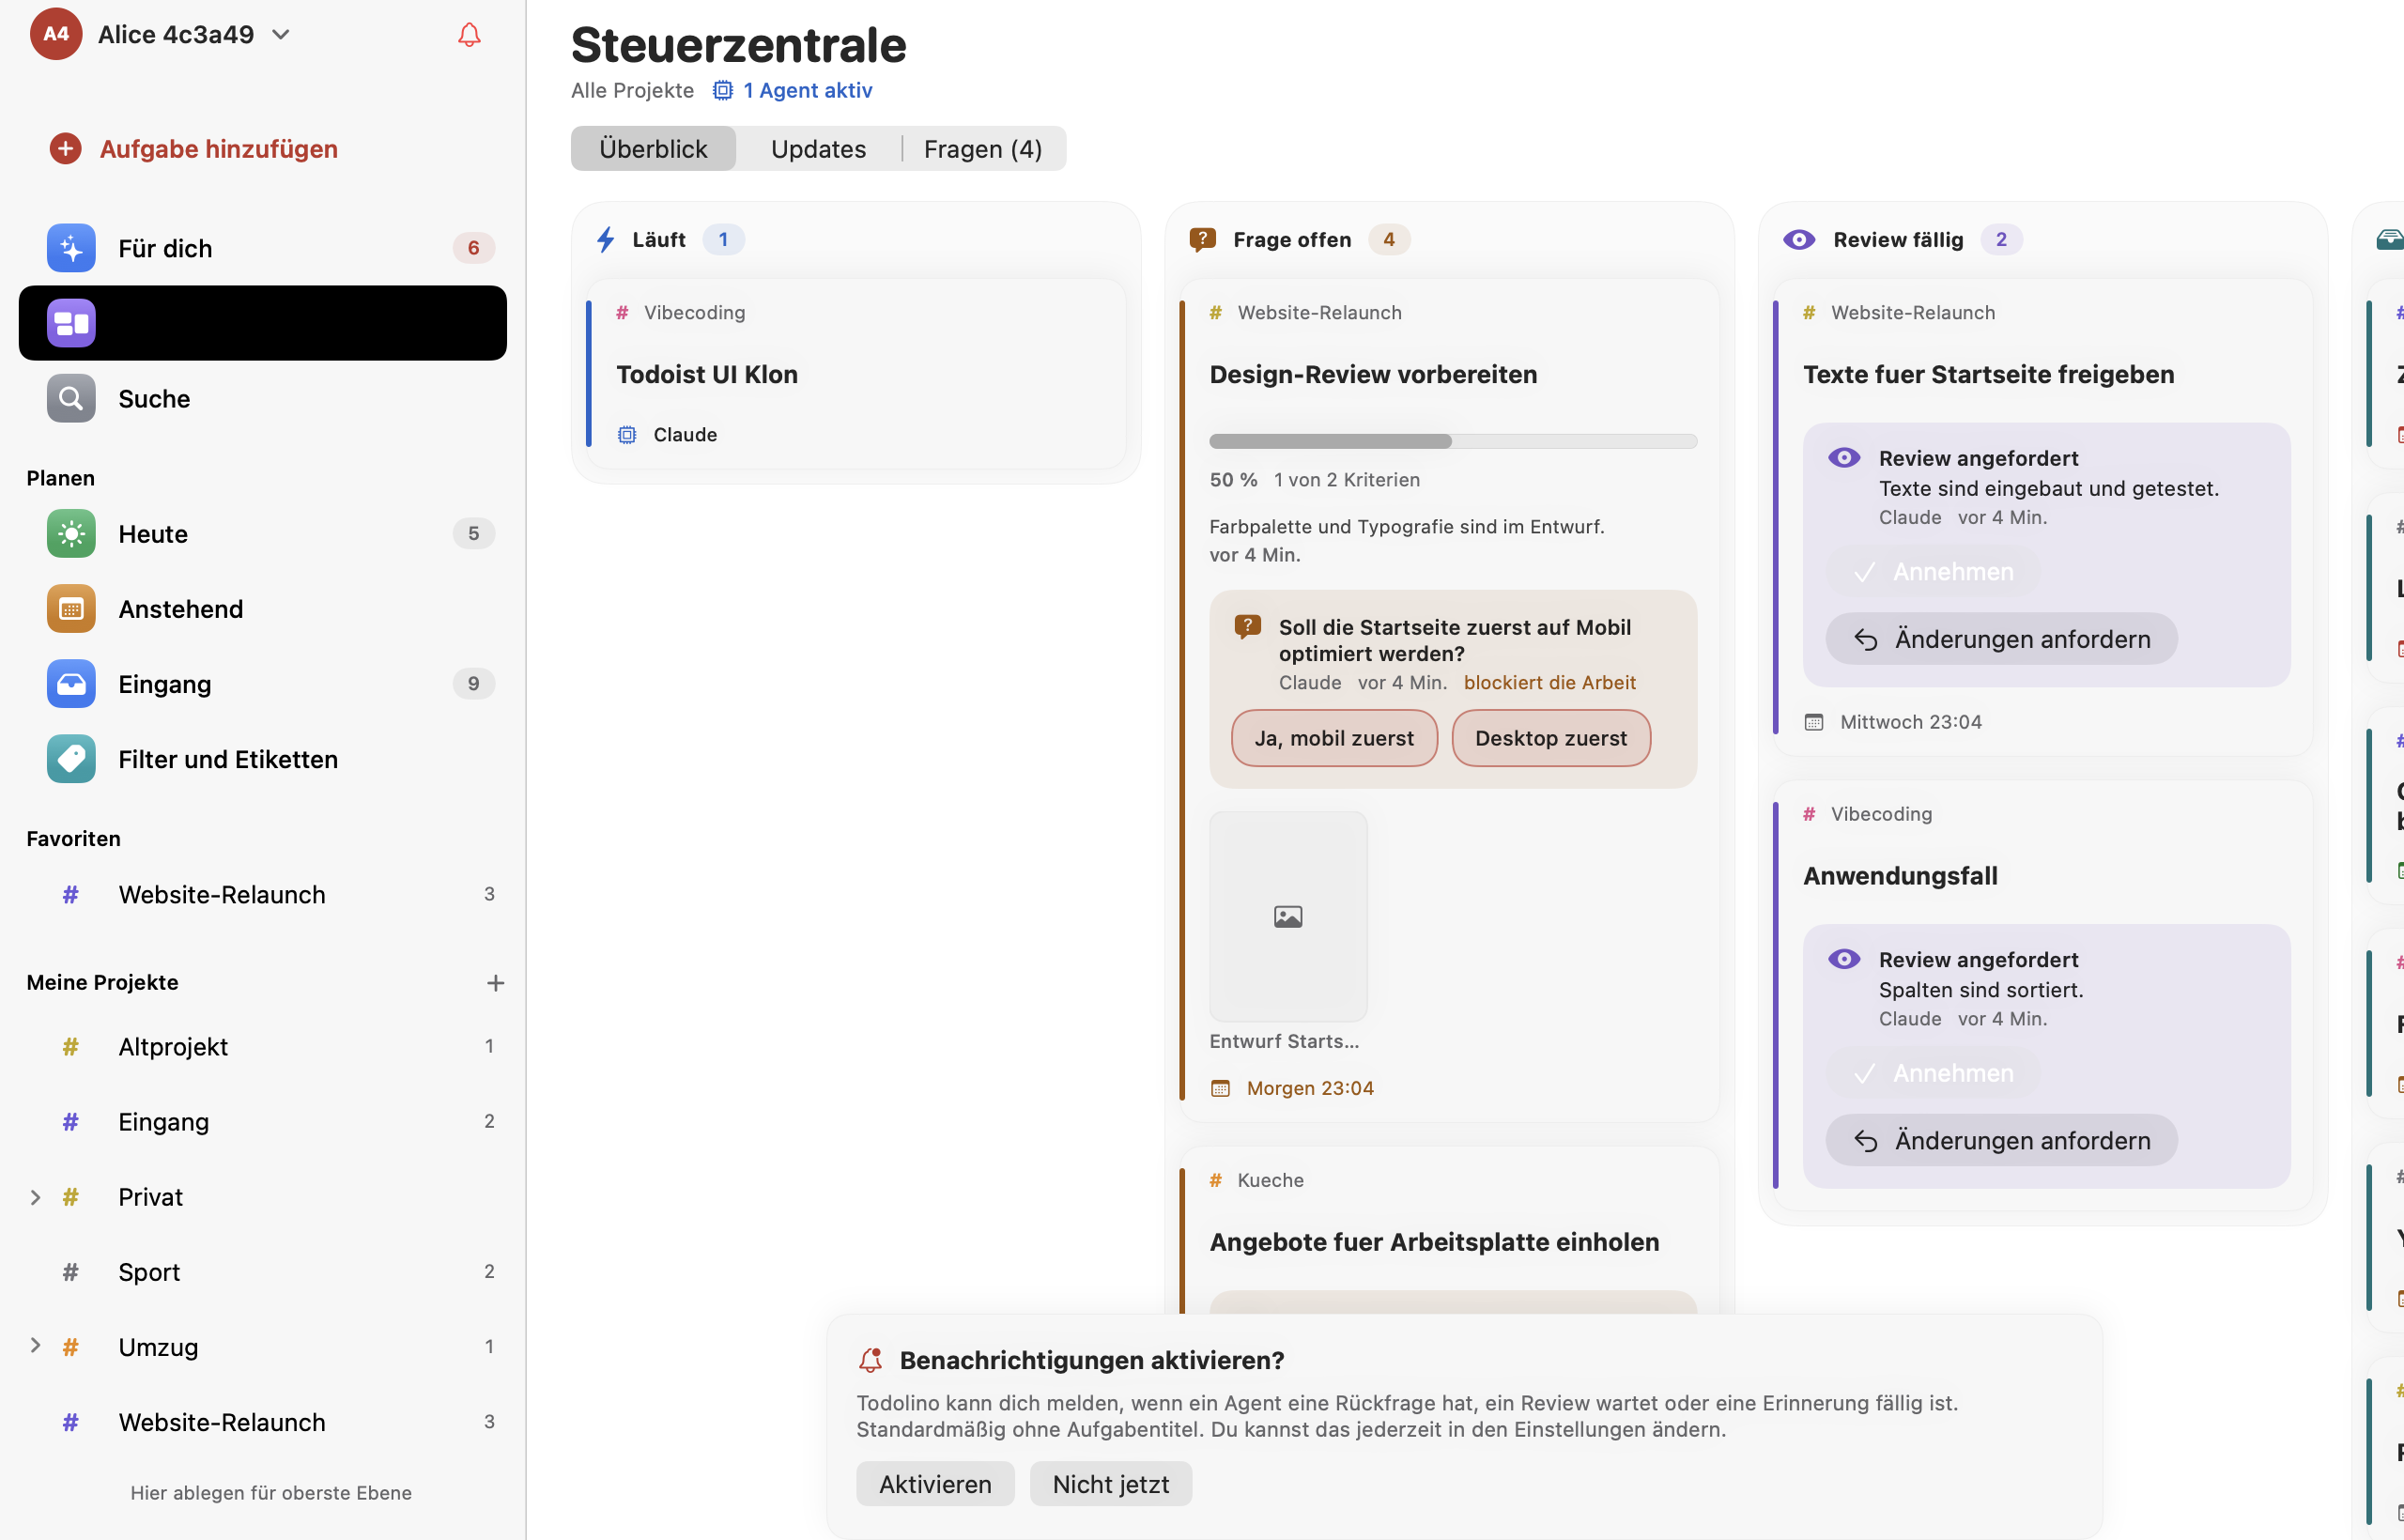 A4 Alice 4c3a49
Aufgabe hinzufügen
Für dich 6
Suche
Planen
Heute 5
Anstehend
Eingang 9
Filter und Etiketten
Favoriten
# Website-Relaunch 3
Meine Projekte +
# Altprojekt 1
# Eingang 2
# Privat
# Sport 2
# Umzug 1
# Website-Relaunch 3
Hier ablegen für oberste Ebene
Steuerzentrale
Alle Projekte 1 Agent aktiv
Überblick Updates Fragen (4)
Läuft 1
# Vibecoding
Todoist UI Klon
Claude
Frage offen 4
# Website-Relaunch
Design-Review vorbereiten
50 % 1 von 2 Kriterien
Farbpalette und Typografie sind im Entwurf.
vor 4 Min.
Soll die Startseite zuerst auf Mobil
optimiert werden?
Claude vor 4 Min. blockiert die Arbeit
Ja, mobil zuerst Desktop zuerst
Entwurf Starts...
Morgen 23:04
# Kueche
Angebote fuer Arbeitsplatte einholen
Review fällig 2
# Website-Relaunch
Texte fuer Startseite freigeben
Review angefordert
Texte sind eingebaut und getestet.
Claude vor 4 Min.
Annehmen
Änderungen anfordern
Mittwoch 23:04
# Vibecoding
Anwendungsfall
Review angefordert
Spalten sind sortiert.
Claude vor 4 Min.
Annehmen
Änderungen anfordern
Benachrichtigungen aktivieren?
Todolino kann dich melden, wenn ein Agent eine Rückfrage hat, ein Review wartet oder eine Erinnerung fällig ist.
Standardmäßig ohne Aufgabentitel. Du kannst das jederzeit in den Einstellungen ändern.
Aktivieren Nicht jetzt